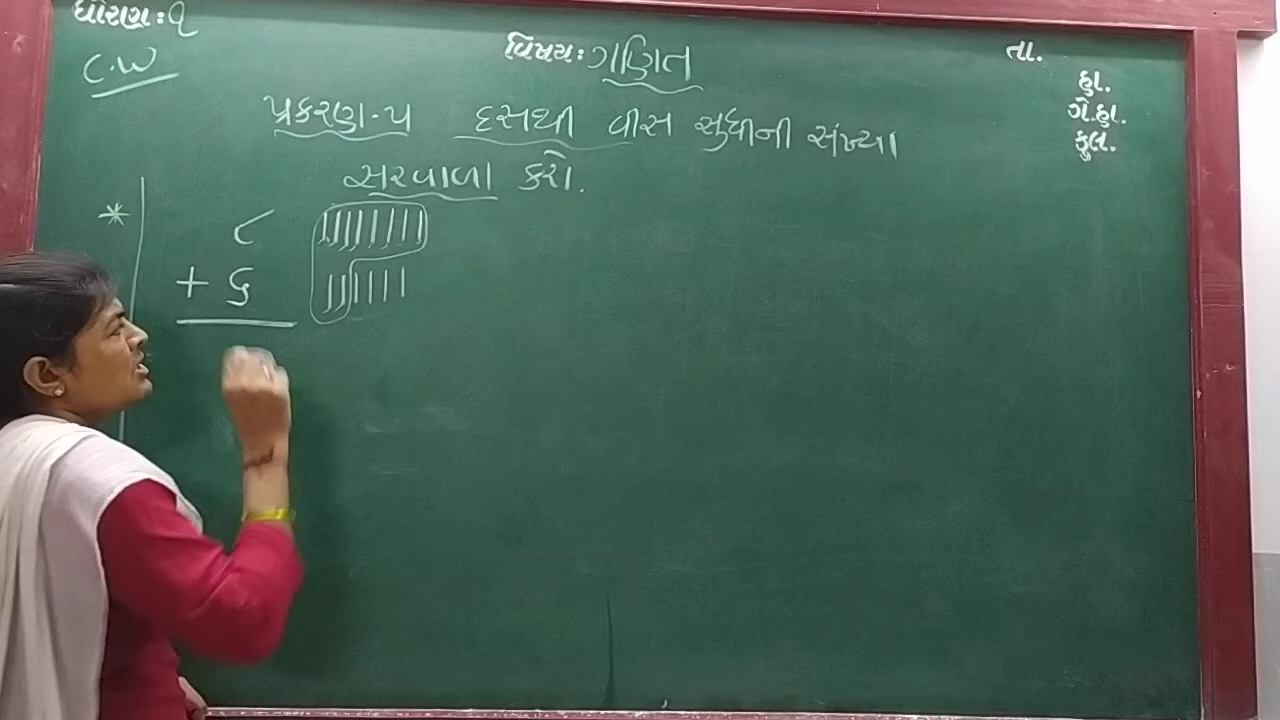 ધોરણ: ૧
C.W
વિષય: ગણિત
તા.
હા.
ગે.હા.
કુલ.
પ્રકરણ-૫ દસથી વીસ સુધીની સંખ્યા
સરવાળા કરો.
* ૮
+ ૬